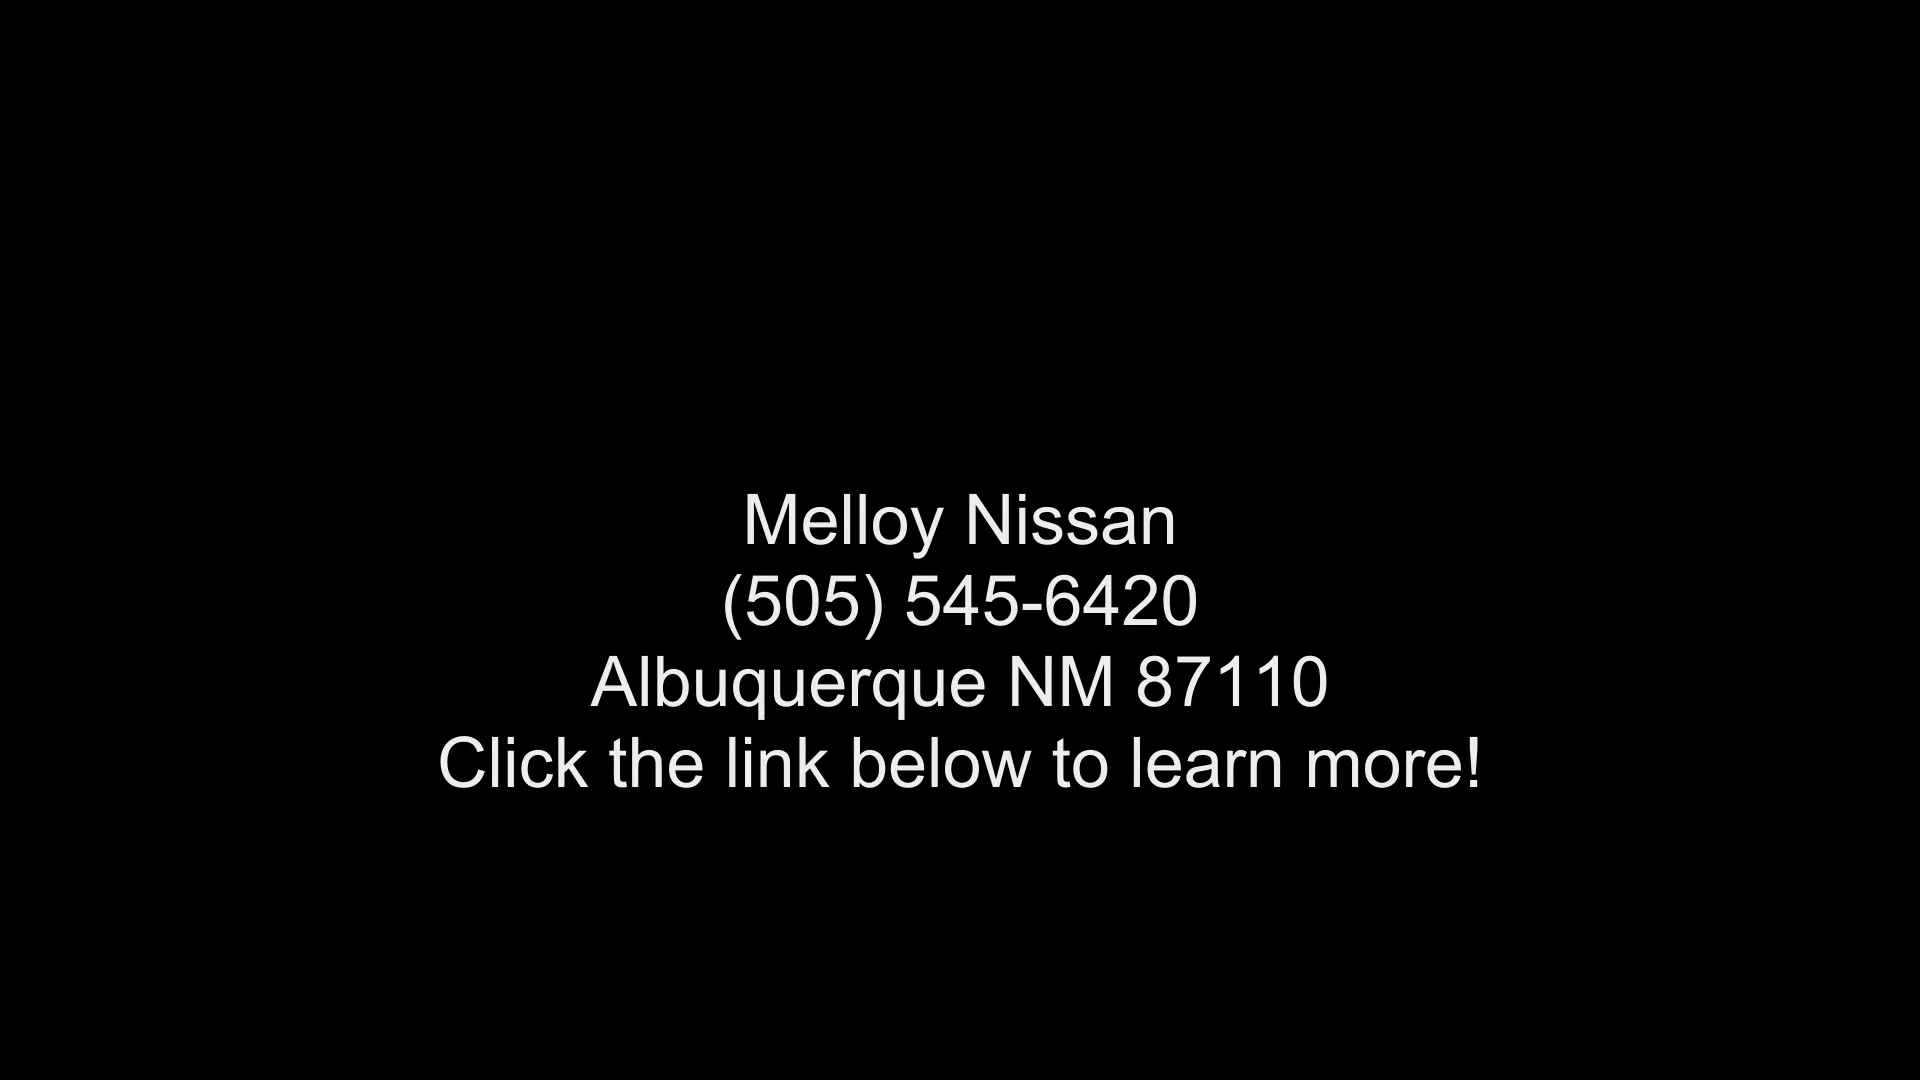 Melloy Nissan
(505) 545-6420
Albuquerque NM 87110
Click the link below to learn more!